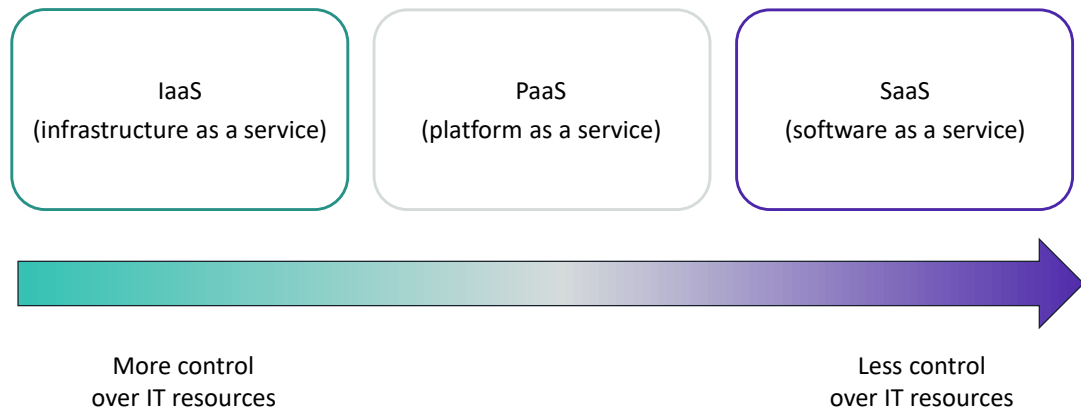 IaaS
(infrastructure as a service)
PaaS
(platform as a service)
SaaS
(software as a service)
More control
over IT resources
Less control
over IT resources